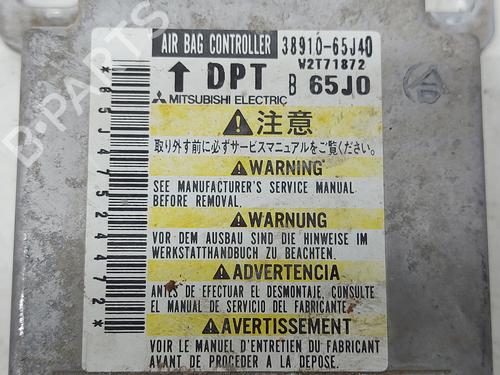 AIR BAG CONTROLLER 38910-65J40
W2T71872
↑ DPT B 65J0
MITSUBISHI ELECTRIC
注意
取り外す前に必ずサービスマニュアルをご覧ください。
WARNING
SEE MANUFACTURER'S SERVICE MANUAL
BEFORE REMOVAL.
WARNUNG
VOR DEM AUSBAU SIND DIE HINWEISE IM
WERKSTATTHANDBUCH ZU BEACHTEN.
ADVERTENCIA
ANTES DE EFECTUAR EL DESMONTAJE, CONSULTE
EL MANUAL DE SERVICIO DEL FABRICANTE.
AVERTISSEMENT
VOIR LE MANUEL D'ENTRETIEN DU FABRICANT
AVANT DE PROCEDER A LA DEPOSE.
*65J475244472*
B-PARTS